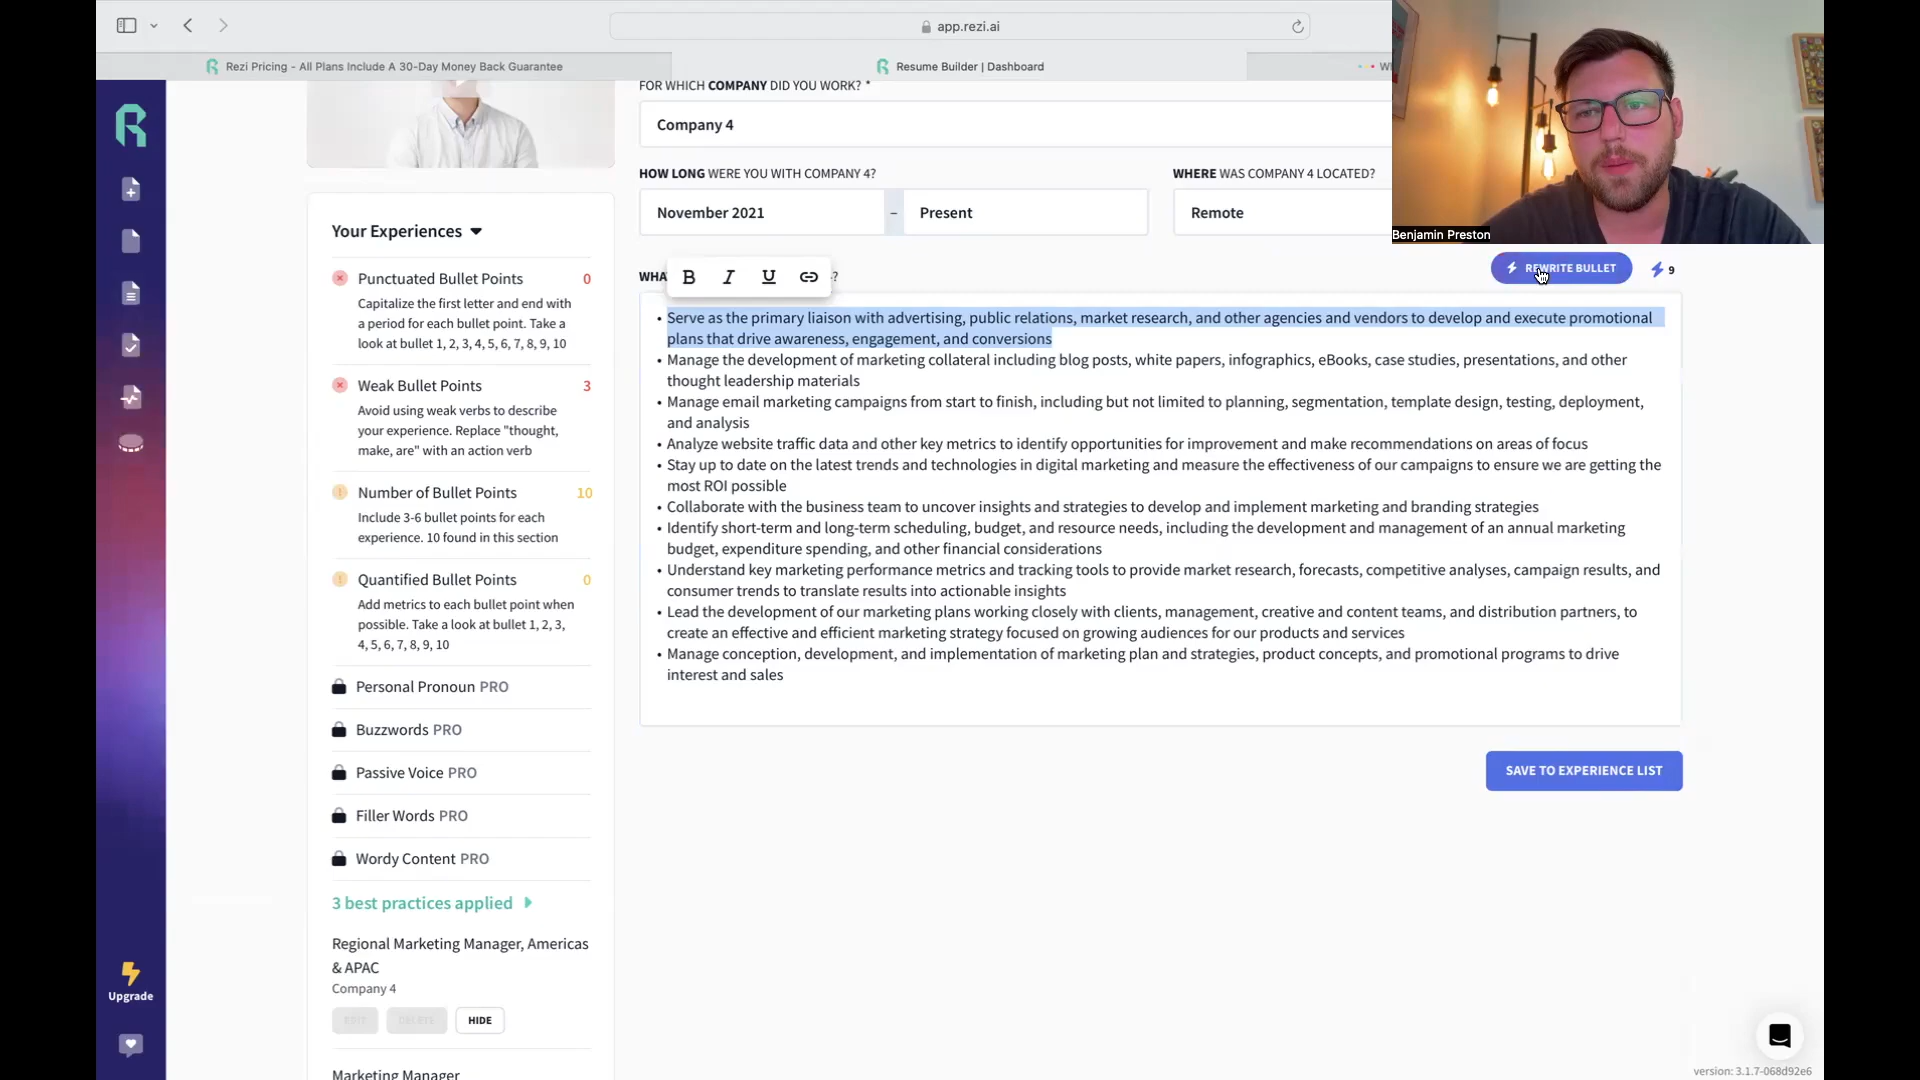 app.rezi.ai
Rezi Pricing - All Plans Include A 30-Day Money Back Guarantee
Resume Builder | Dashboard
FOR WHICH COMPANY DID YOU WORK? *
Company 4
HOW LONG WERE YOU WITH COMPANY 4?
WHERE WAS COMPANY 4 LOCATED?
November 2021
–
Present
Remote
Benjamin Preston
?
REWRITE BULLET
9
B I U
• Serve as the primary liaison with advertising, public relations, market research, and other agencies and vendors to develop and execute promotional
plans that drive awareness, engagement, and conversions
• Manage the development of marketing collateral including blog posts, white papers, infographics, eBooks, case studies, presentations, and other
thought leadership materials
• Manage email marketing campaigns from start to finish, including but not limited to planning, segmentation, template design, testing, deployment,
and analysis
• Analyze website traffic data and other key metrics to identify opportunities for improvement and make recommendations on areas of focus
• Stay up to date on the latest trends and technologies in digital marketing and measure the effectiveness of our campaigns to ensure we are getting the
most ROI possible
• Collaborate with the business team to uncover insights and strategies to develop and implement marketing and branding strategies
• Identify short-term and long-term scheduling, budget, and resource needs, including the development and management of an annual marketing
budget, expenditure spending, and other financial considerations
• Understand key marketing performance metrics and tracking tools to provide market research, forecasts, competitive analyses, campaign results, and
consumer trends to translate results into actionable insights
• Lead the development of our marketing plans working closely with clients, management, creative and content teams, and distribution partners, to
create an effective and efficient marketing strategy focused on growing audiences for our products and services
• Manage conception, development, and implementation of marketing plan and strategies, product concepts, and promotional programs to drive
interest and sales
SAVE TO EXPERIENCE LIST
Your Experiences
Punctuated Bullet Points 0
Capitalize the first letter and end with
a period for each bullet point. Take a
look at bullet 1, 2, 3, 4, 5, 6, 7, 8, 9, 10
Weak Bullet Points 3
Avoid using weak verbs to describe
your experience. Replace "thought,
make, are" with an action verb
Number of Bullet Points 10
Include 3-6 bullet points for each
experience. 10 found in this section
Quantified Bullet Points 0
Add metrics to each bullet point when
possible. Take a look at bullet 1, 2, 3,
4, 5, 6, 7, 8, 9, 10
Personal Pronoun PRO
Buzzwords PRO
Passive Voice PRO
Filler Words PRO
Wordy Content PRO
3 best practices applied
Regional Marketing Manager, Americas
& APAC
Company 4
EDIT
DELETE
HIDE
Marketing Manager
Upgrade
version: 3.1.7-068d92e6